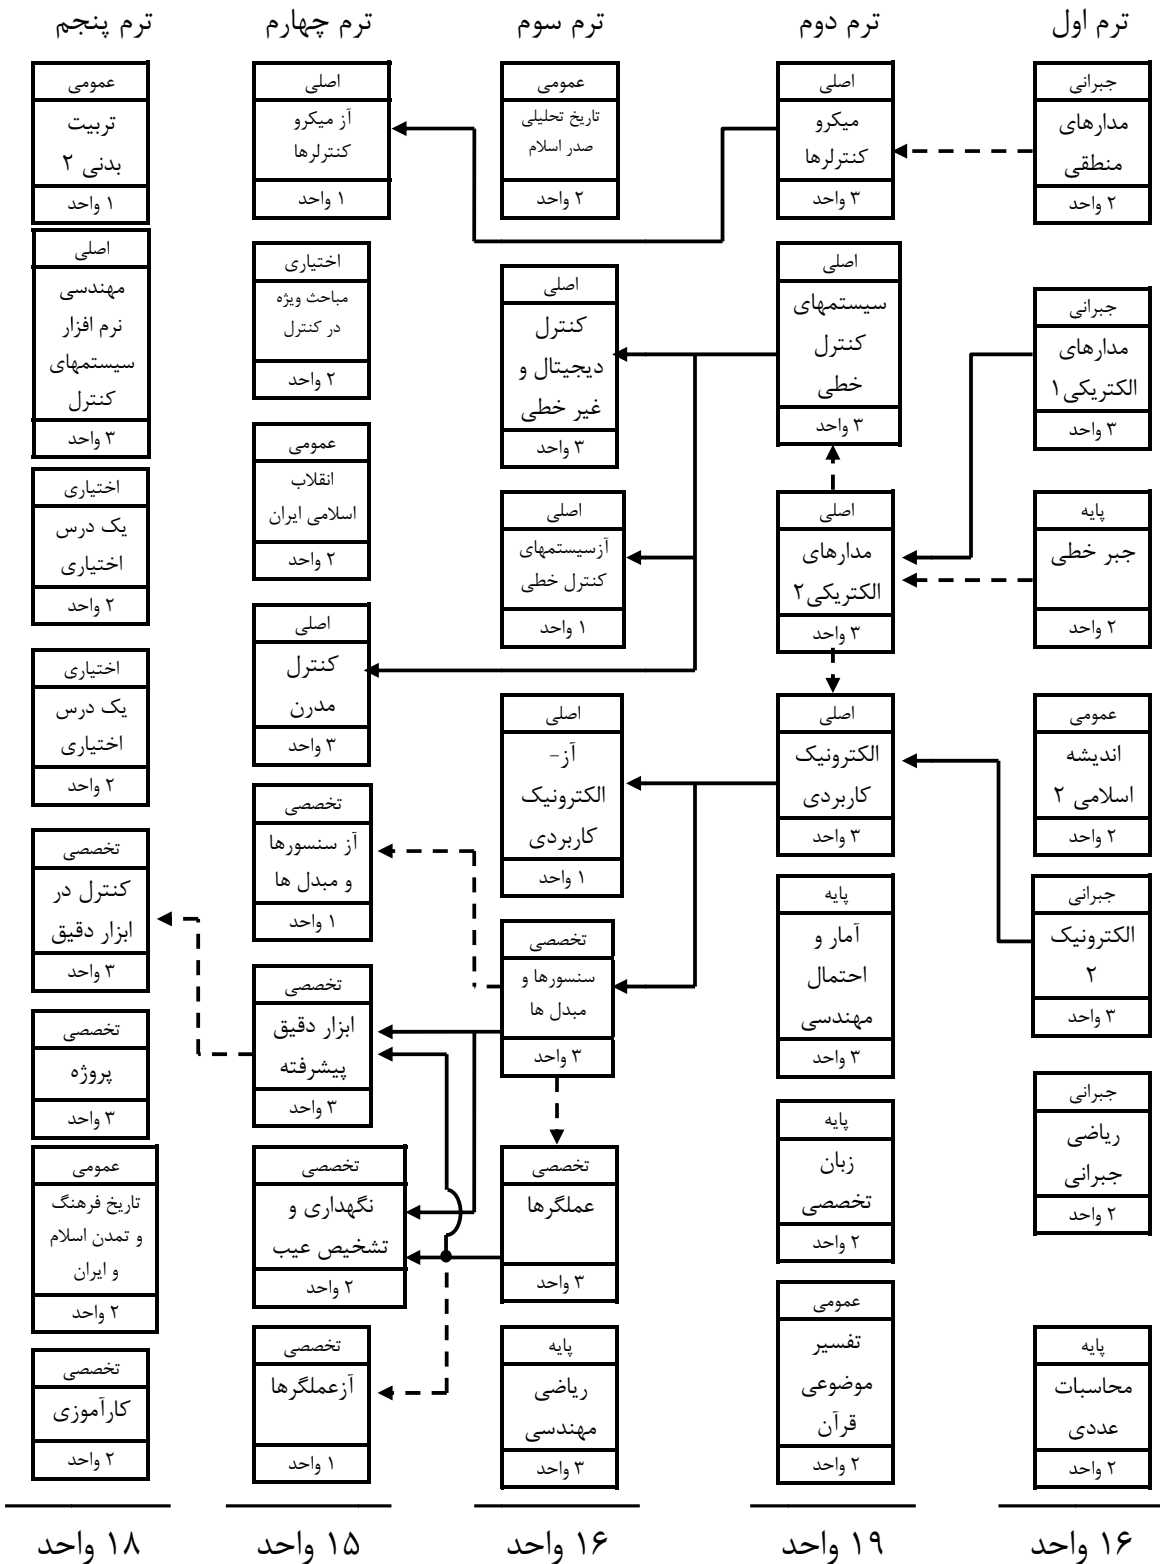 ترم اول
جبرانی
مدارهای
منطقی
۲ واحد
جبرانی
مدارهای
الکتریکی۱
۳ واحد
پایه
جبر خطی
۲ واحد
عمومی
اندیشه
اسلامی ۲
۲ واحد
جبرانی
الکترونیک
۲
۳ واحد
جبرانی
ریاضی
جبرانی
۲ واحد
پایه
محاسبات
عددی
۲ واحد
۱۶ واحد
ترم دوم
اصلی
میکرو
کنترلرها
۳ واحد
اصلی
سیستمهای
کنترل
خطی
۳ واحد
اصلی
مدارهای
الکتریکی۲
۳ واحد
اصلی
الکترونیک
کاربردی
۳ واحد
پایه
آمار و
احتمال
مهندسی
۳ واحد
پایه
زبان
تخصصی
۲ واحد
عمومی
تفسیر
موضوعی
قرآن
۲ واحد
۱۹ واحد
ترم سوم
عمومی
تاریخ تحلیلی
صدر اسلام
۲ واحد
اصلی
کنترل
دیجیتال و
غیر خطی
۳ واحد
اصلی
آزسیستمهای
کنترل خطی
۱ واحد
اصلی
آز-
الکترونیک
کاربردی
۱ واحد
تخصصی
سنسورها و
مبدل ها
۳ واحد
تخصصی
عملگرها
۳ واحد
پایه
ریاضی
مهندسی
۳ واحد
۱۶ واحد
ترم چهارم
اصلی
آز میکرو
کنترلرها
۱ واحد
اختیاری
مباحث ویژه
در کنترل
۲ واحد
عمومی
انقلاب
اسلامی ایران
۲ واحد
اصلی
کنترل
مدرن
۳ واحد
تخصصی
آز سنسورها
و مبدل ها
۱ واحد
تخصصی
ابزار دقیق
پیشرفته
۳ واحد
تخصصی
نگهداری و
تشخیص عیب
۲ واحد
تخصصی
آزعملگرها
۱ واحد
۱۵ واحد
ترم پنجم
عمومی
تربیت
بدنی ۲
۱ واحد
اصلی
مهندسی
نرم افزار
سیستمهای
کنترل
۳ واحد
اختیاری
یک درس
اختیاری
۲ واحد
اختیاری
یک درس
اختیاری
۲ واحد
تخصصی
کنترل در
ابزار دقیق
۳ واحد
تخصصی
پروژه
۳ واحد
عمومی
تاریخ فرهنگ
و تمدن اسلام
و ایران
۲ واحد
تخصصی
کارآموزی
۲ واحد
۱۸ واحد